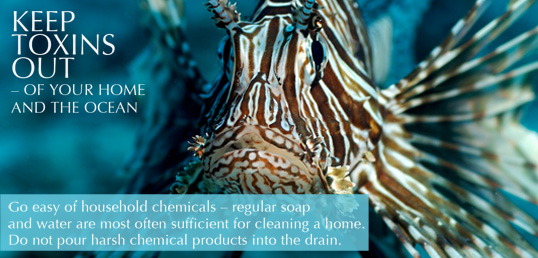 KEEP
TOXINS
OUT
– OF YOUR HOME
AND THE OCEAN
Go easy of household chemicals – regular soap
and water are most often sufficient for cleaning a home.
Do not pour harsh chemical products into the drain.